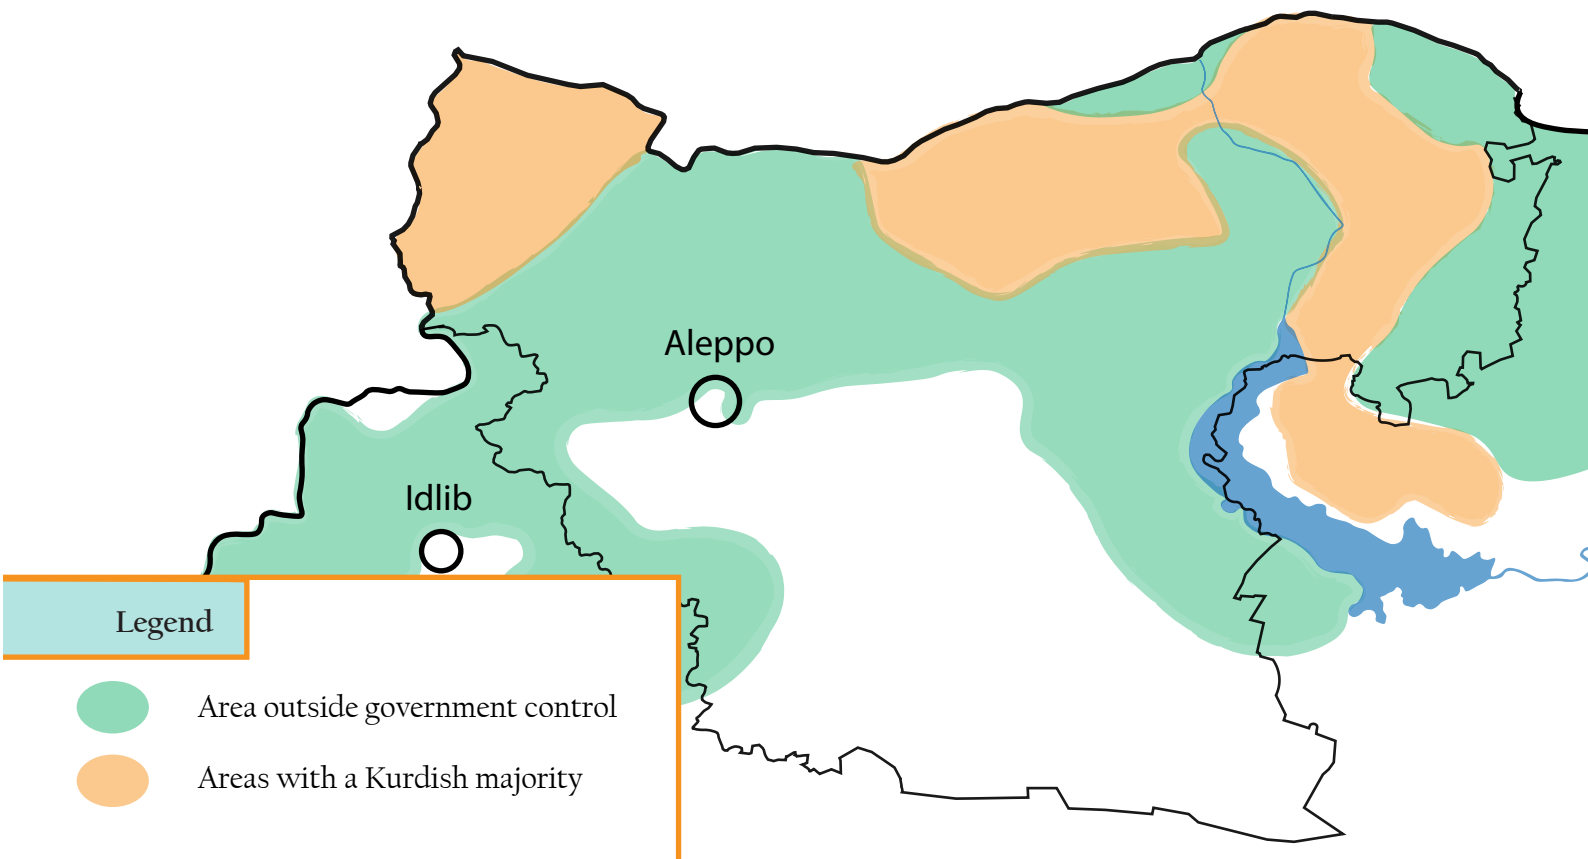 Aleppo
Idlib
Legend
Area outside government control
Areas with a Kurdish majority